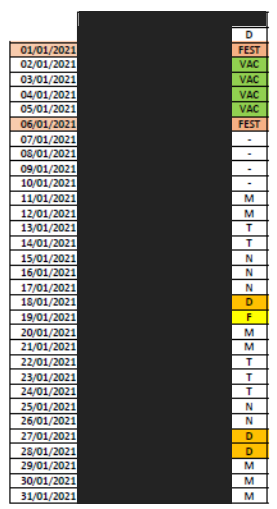 D
01/01/2021 FEST
02/01/2021 VAC
03/01/2021 VAC
04/01/2021 VAC
05/01/2021 VAC
06/01/2021 FEST
07/01/2021 -
08/01/2021 -
09/01/2021 -
10/01/2021 -
11/01/2021 M
12/01/2021 M
13/01/2021 T
14/01/2021 T
15/01/2021 N
16/01/2021 N
17/01/2021 N
18/01/2021 D
19/01/2021 F
20/01/2021 M
21/01/2021 M
22/01/2021 T
23/01/2021 T
24/01/2021 T
25/01/2021 N
26/01/2021 N
27/01/2021 D
28/01/2021 D
29/01/2021 M
30/01/2021 M
31/01/2021 M